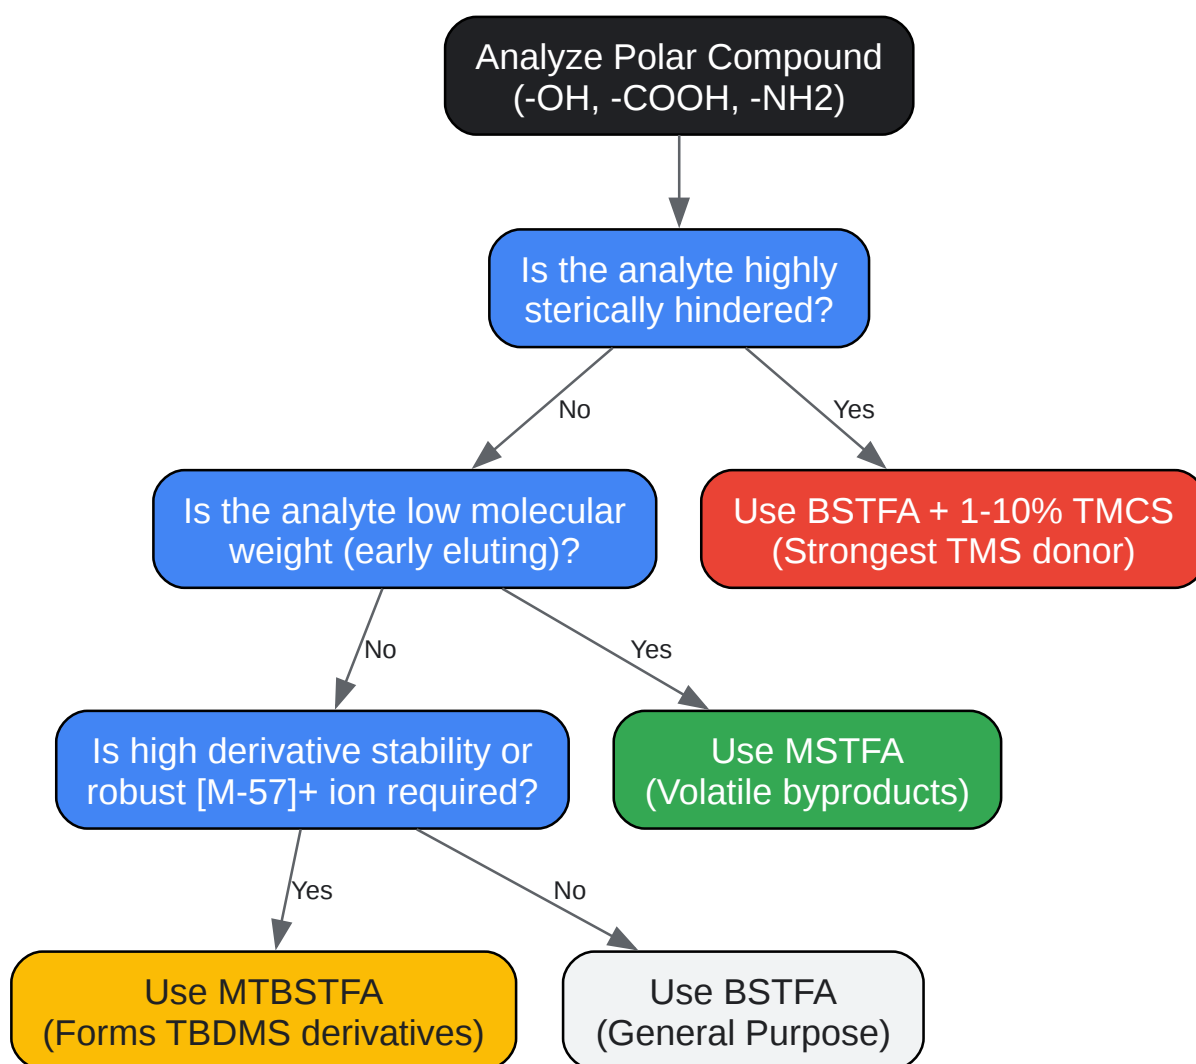 Analyze Polar Compound
(-OH, -COOH, -NH2)
Is the analyte highly
sterically hindered?
No
Yes
Is the analyte low molecular
weight (early eluting)?
Use BSTFA + 1-10% TMCS
(Strongest TMS donor)
No
Yes
Is high derivative stability or
robust [M-57]+ ion required?
Use MSTFA
(Volatile byproducts)
Yes
No
Use MTBSTFA
(Forms TBDMS derivatives)
Use BSTFA
(General Purpose)